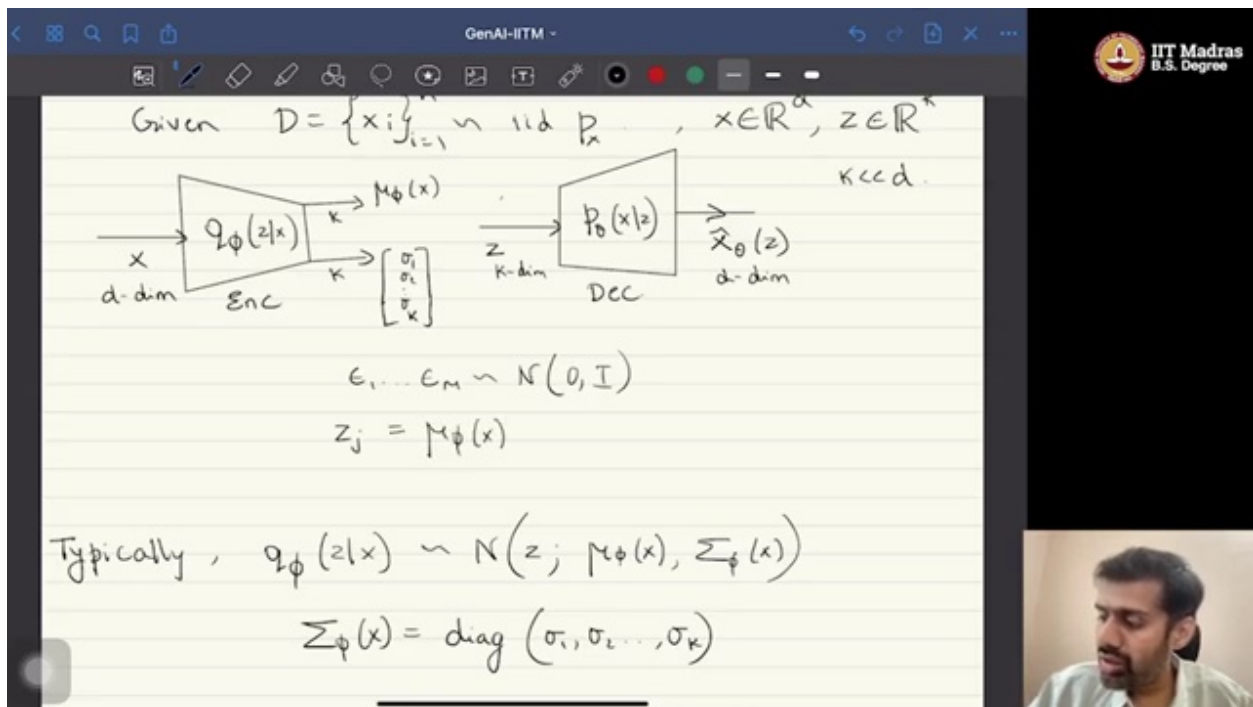 GenAI-IITM
IIT Madras
B.S. Degree
Given D = {xi}ⁿᵢ₌₁ ~ iid pₓ , x∈ℝᵈ, z∈ℝᵏ
k<<d.
μϕ(x)
k
qϕ(z|x)
pθ(x|z)
x
d-dim
Enc
k
[σ₁ σ₂ : σₖ]
z
k-dim
Dec
x̂θ(z)
d-dim
ϵ₁ ... ϵₘ ~ N(0, I)
zⱼ = μϕ(x)
Typically, qϕ(z|x) ~ N(z; μϕ(x), Σϕ(x))
Σϕ(x) = diag (σ₁, σ₂ ..., σₖ)